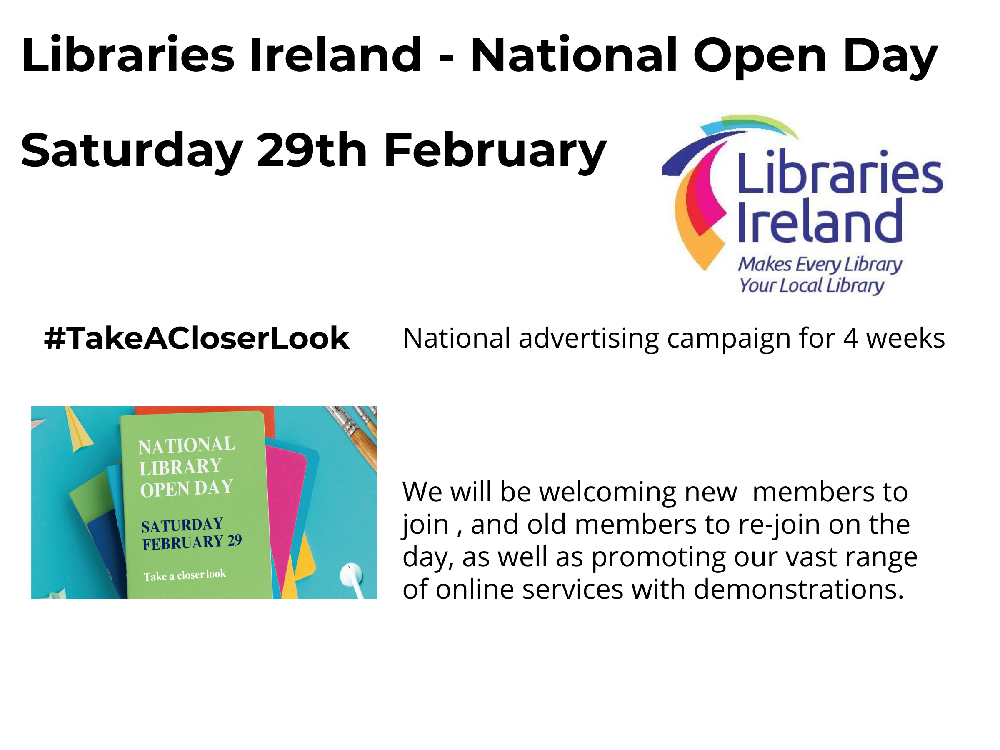 Libraries Ireland - National Open Day
Saturday 29th February
Libraries
Ireland
Makes Every Library
Your Local Library
#TakeACloserLook
National advertising campaign for 4 weeks
NATIONAL
LIBRARY
OPEN DAY
SATURDAY
FEBRUARY 29
Take a closer look
We will be welcoming new  members to
join , and old members to re-join on the
day, as well as promoting our vast range
of online services with demonstrations.